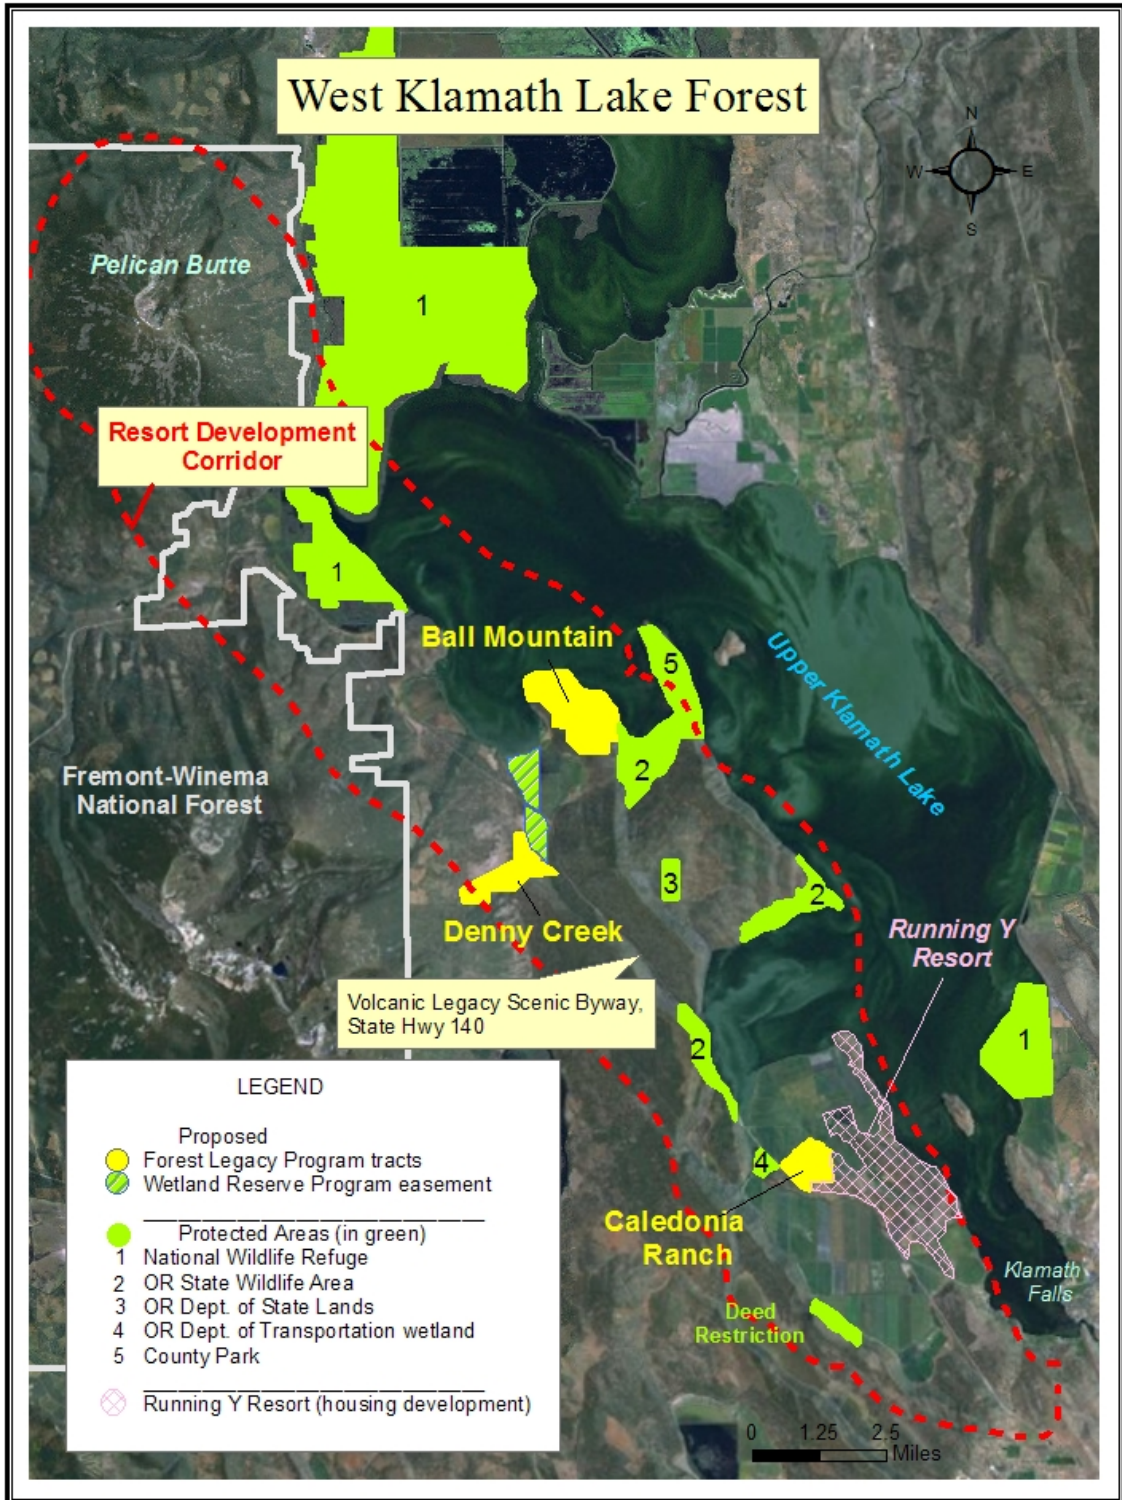 West Klamath Lake Forest
N
W
E
S
Pelican Butte
1
Resort Development
Corridor
1
Ball Mountain
5
Upper Klamath Lake
2
Fremont-Winema
National Forest
3
2
Denny Creek
Running Y
Resort
Volcanic Legacy Scenic Byway,
State Hwy 140
2
1
4
Caledonia
Ranch
Klamath
Falls
Deed
Restriction
LEGEND
Proposed
Forest Legacy Program tracts
Wetland Reserve Program easement
Protected Areas (in green)
1 National Wildlife Refuge
2 OR State Wildlife Area
3 OR Dept. of State Lands
4 OR Dept. of Transportation wetland
5 County Park
Running Y Resort (housing development)
0 1.25 2.5
Miles